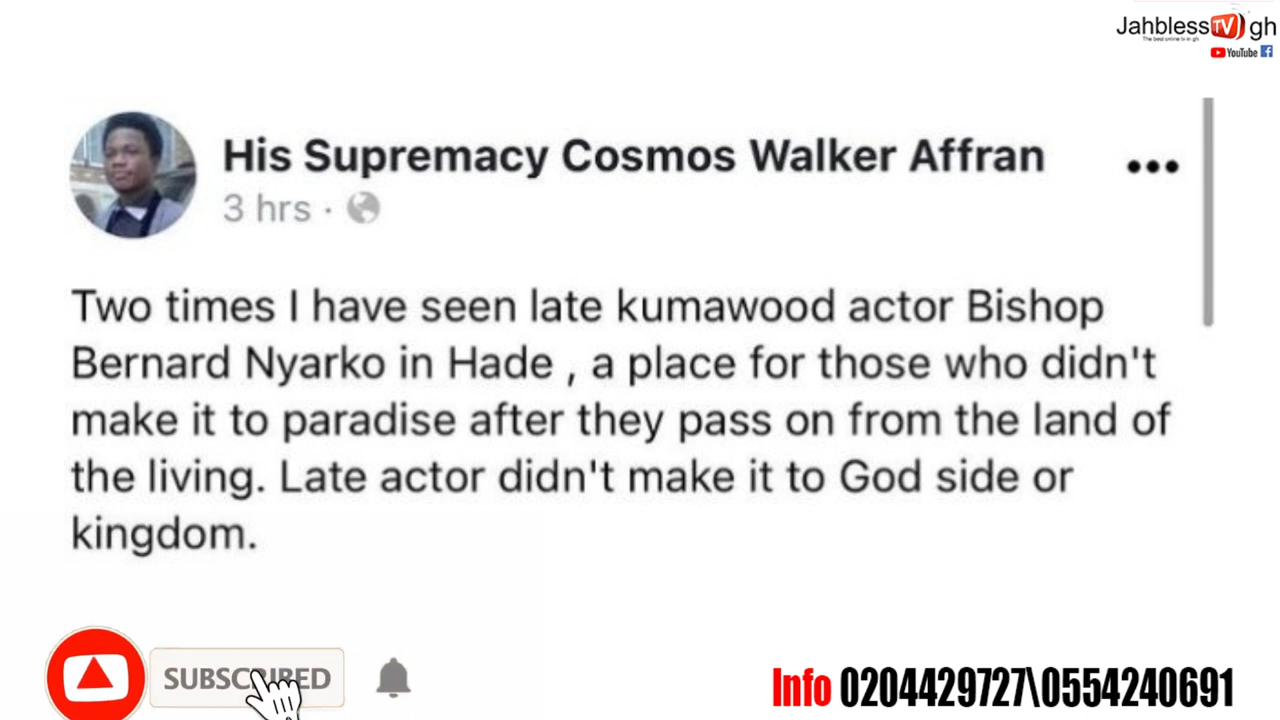 Jahbless TV gh
The best online tv in gh
YouTube
His Supremacy Cosmos Walker Affran
3 hrs ·
Two times I have seen late kumawood actor Bishop
Bernard Nyarko in Hade , a place for those who didn't
make it to paradise after they pass on from the land of
the living. Late actor didn't make it to God side or
kingdom.
SUBSCRIBED
Info 0204429727\0554240691